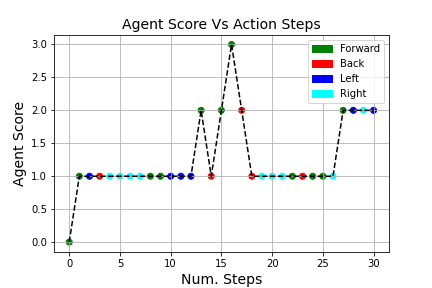 Agent Score Vs Action Steps
Forward
Back
Left
Right
3.0
2.5
2.0
1.5
1.0
0.5
0.0
Agent Score
0 5 10 15 20 25 30
Num. Steps